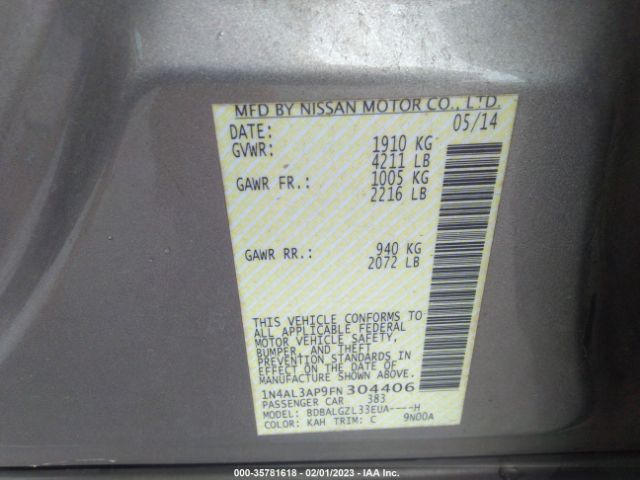 MFD BY NISSAN MOTOR CO., LTD.
DATE: 05/14
GVWR: 1910 KG
4211 LB
GAWR FR.: 1005 KG
2216 LB
GAWR RR.: 940 KG
2072 LB
THIS VEHICLE CONFORMS TO
ALL APPLICABLE FEDERAL
MOTOR VEHICLE SAFETY,
BUMPER, AND THEFT
PREVENTION STANDARDS IN
EFFECT ON THE DATE OF
MANUFACTURE SHOWN ABOVE.
1N4AL3AP9FN304406
PASSENGER CAR 383
MODEL: BDBALGZL33EUA----H
COLOR: KAH TRIM: C 9N00A
000-35781618 - 02/01/2023 - IAA Inc.